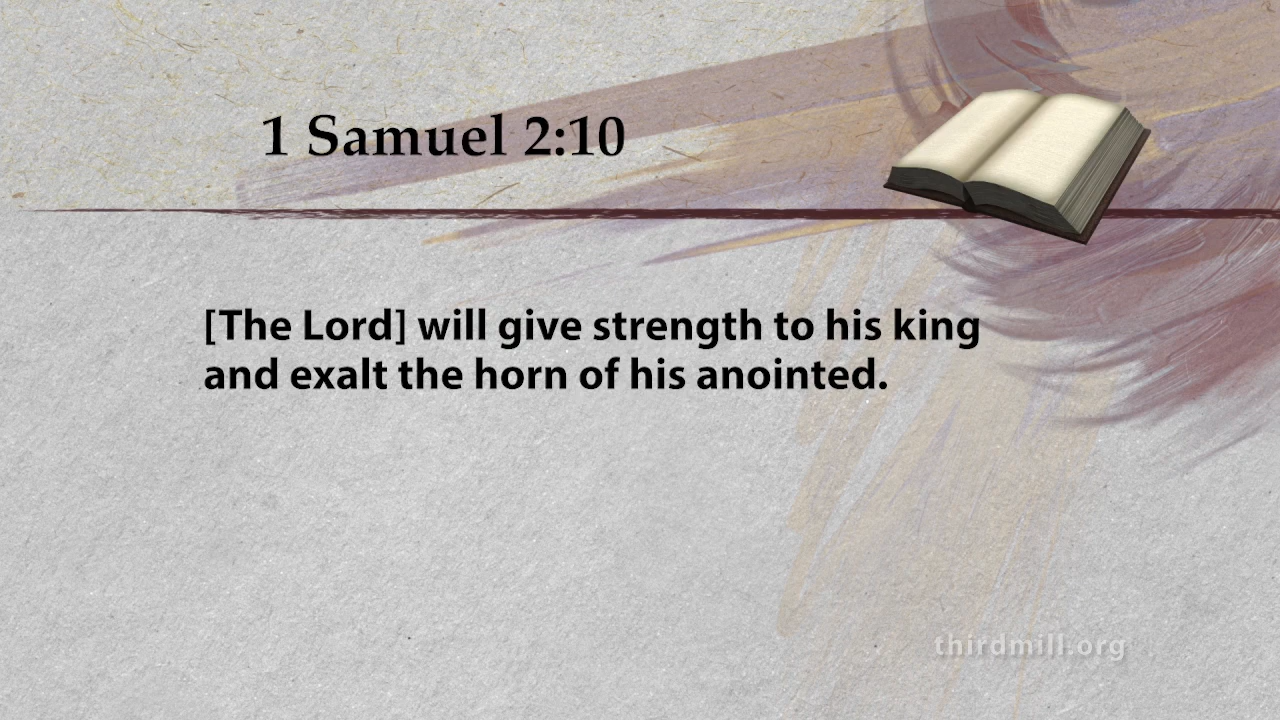 1 Samuel 2:10
[The Lord] will give strength to his king
and exalt the horn of his anointed.
thirdmill.org